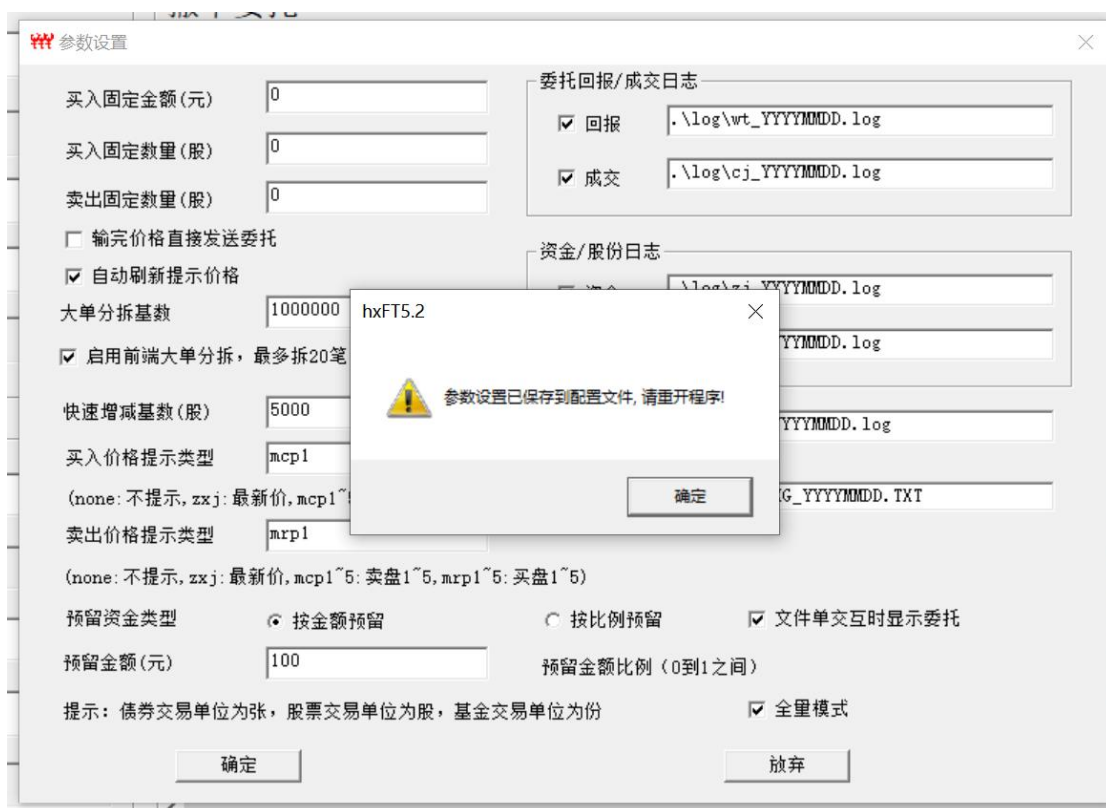 参数设置
买入固定金额(元)
0
买入固定数量(股)
0
卖出固定数量(股)
0
输完价格直接发送委托
自动刷新提示价格
大单分拆基数
1000000
启用前端大单分拆，最多拆20笔
快速增减基数(股)
5000
买入价格提示类型
mcp1
(none:不提示,zxj:最新价,mcp1~
卖出价格提示类型
mrp1
(none:不提示,zxj:最新价,mcp1~5:卖盘1~5,mrp1~5:买盘1~5)
预留资金类型
按金额预留
按比例预留
文件单交互时显示委托
预留金额(元)
100
预留金额比例（0到1之间）
提示：债券交易单位为张，股票交易单位为股，基金交易单位为份
全量模式
确定
放弃
委托回报/成交日志
回报
.\log\wt_YYYYMMDD.log
成交
.\log\cj_YYYYMMDD.log
资金/股份日志
.\log\zj_YYYYMMDD.log
YYMMDD.log
YYYMMDD.log
G_YYYYMMDD.TXT
hxFT5.2
参数设置已保存到配置文件,请重开程序!
确定